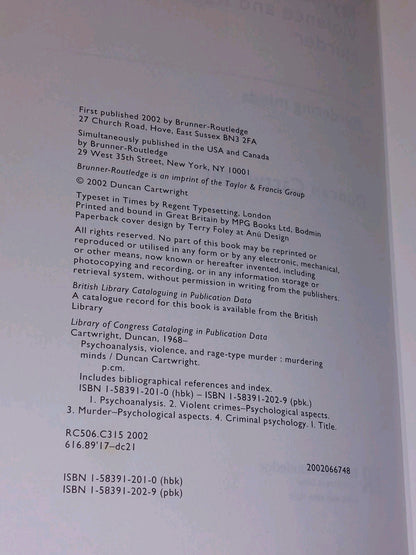 First published 2002 by Brunner-Routledge
27 Church Road, Hove, East Sussex BN3 2FA
Simultaneously published in the USA and Canada
by Brunner-Routledge
29 West 35th Street, New York, NY 10001
Brunner-Routledge is an imprint of the Taylor & Francis Group
© 2002 Duncan Cartwright
Typeset in Times by Regent Typesetting, London
Printed and bound in Great Britain by MPG Books Ltd, Bodmin
Paperback cover design by Terry Foley at Anú Design
All rights reserved. No part of this book may be reprinted or
reproduced or utilised in any form or by any electronic, mechanical,
or other means, now known or hereafter invented, including
photocopying and recording, or in any information storage or
retrieval system, without permission in writing from the publishers.
British Library Cataloguing in Publication Data
A catalogue record for this book is available from the British
Library
Library of Congress Cataloging in Publication Data
Cartwright, Duncan, 1968–
Psychoanalysis, violence, and rage-type murder : murdering
minds / Duncan Cartwright.
p.cm.
Includes bibliographical references and index.
ISBN 1-58391-201-0 (hbk) – ISBN 1-58391-202-9 (pbk.)
1. Psychoanalysis. 2. Violent crimes–Psychological aspects.
3. Murder–Psychological aspects. 4. Criminal psychology. I. Title.
RC506.C315 2002
616.89'17–dc21
2002066748
ISBN 1-58391-201-0 (hbk)
ISBN 1-58391-202-9 (pbk)